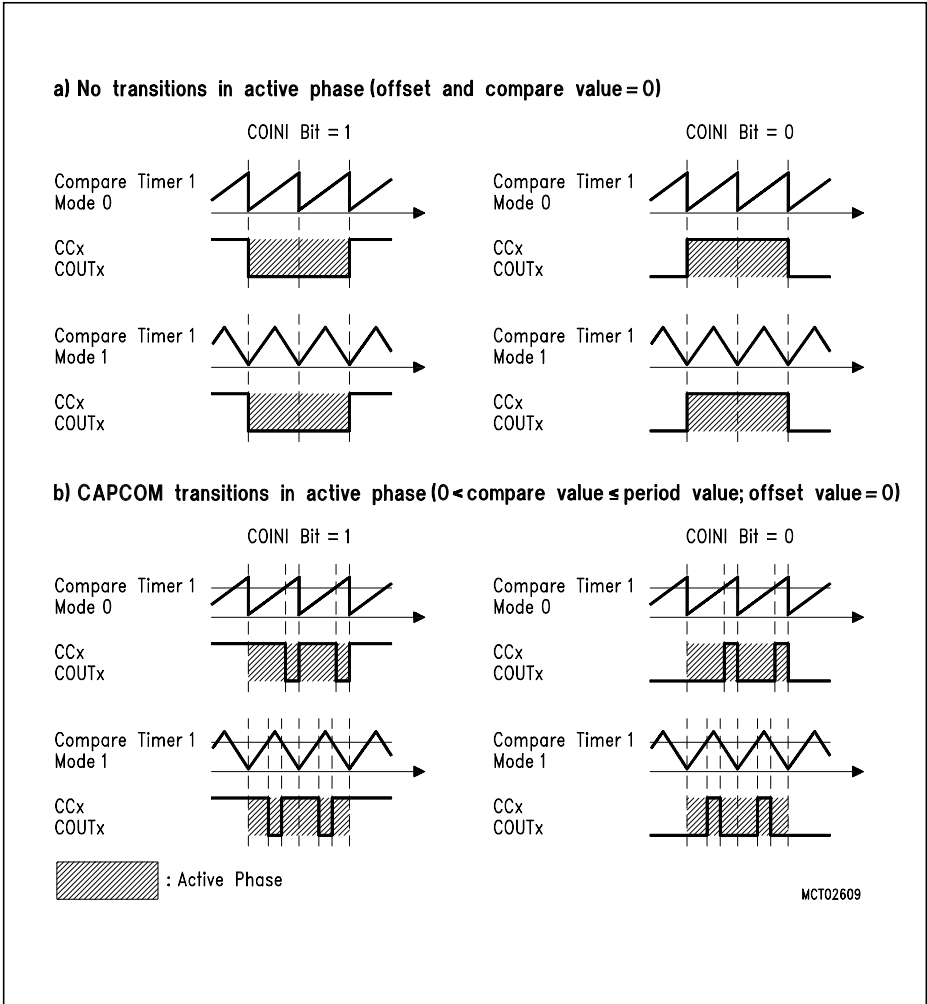 a) No transitions in active phase (offset and compare value = 0)
COINI Bit = 1
COINI Bit = 0
Compare Timer 1
Mode 0
Compare Timer 1
Mode 0
CCx
COUTx
CCx
COUTx
Compare Timer 1
Mode 1
Compare Timer 1
Mode 1
CCx
COUTx
CCx
COUTx
b) CAPCOM transitions in active phase (0 < compare value ≤ period value; offset value = 0)
COINI Bit = 1
COINI Bit = 0
Compare Timer 1
Mode 0
Compare Timer 1
Mode 0
CCx
COUTx
CCx
COUTx
Compare Timer 1
Mode 1
Compare Timer 1
Mode 1
CCx
COUTx
CCx
COUTx
: Active Phase
MCT02609